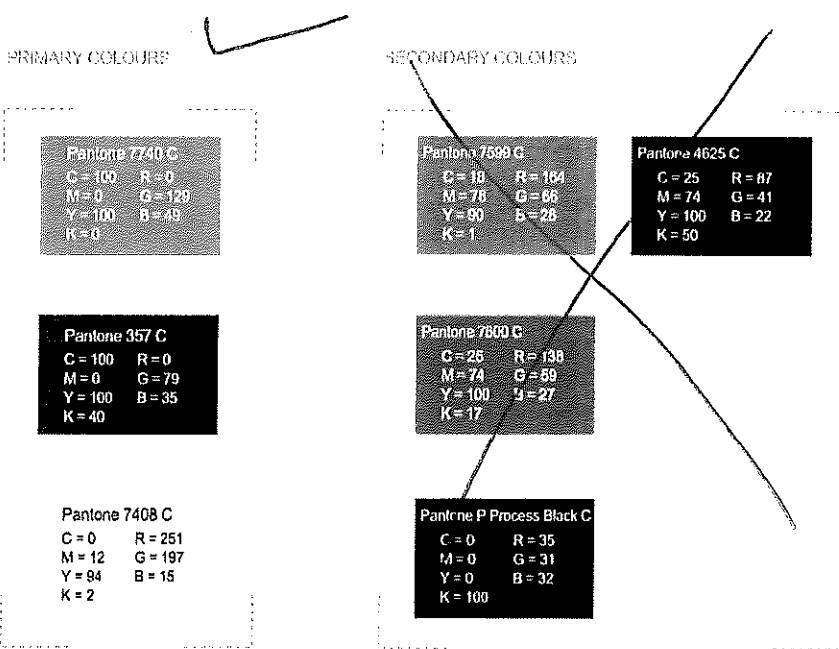 PRIMARY COLOURS
Pantone 7740 C
C = 100 R = 0
M = 0 G = 129
Y = 100 B = 49
K = 0
Pantone 357 C
C = 100 R = 0
M = 0 G = 79
Y = 100 B = 35
K = 40
Pantone 7408 C
C = 0 R = 251
M = 12 G = 197
Y = 94 B = 15
K = 2
SECONDARY COLOURS
Pantone 7599 C
C = 18 R = 164
M = 78 G = 66
Y = 90 B = 28
K = 1
Pantone 4625 C
C = 25 R = 87
M = 74 G = 41
Y = 100 B = 22
K = 50
Pantone 7600 C
C = 25 R = 138
M = 74 G = 59
Y = 100 B = 27
K = 17
Pantone P Process Black C
C = 0 R = 35
M = 0 G = 31
Y = 0 B = 32
K = 100